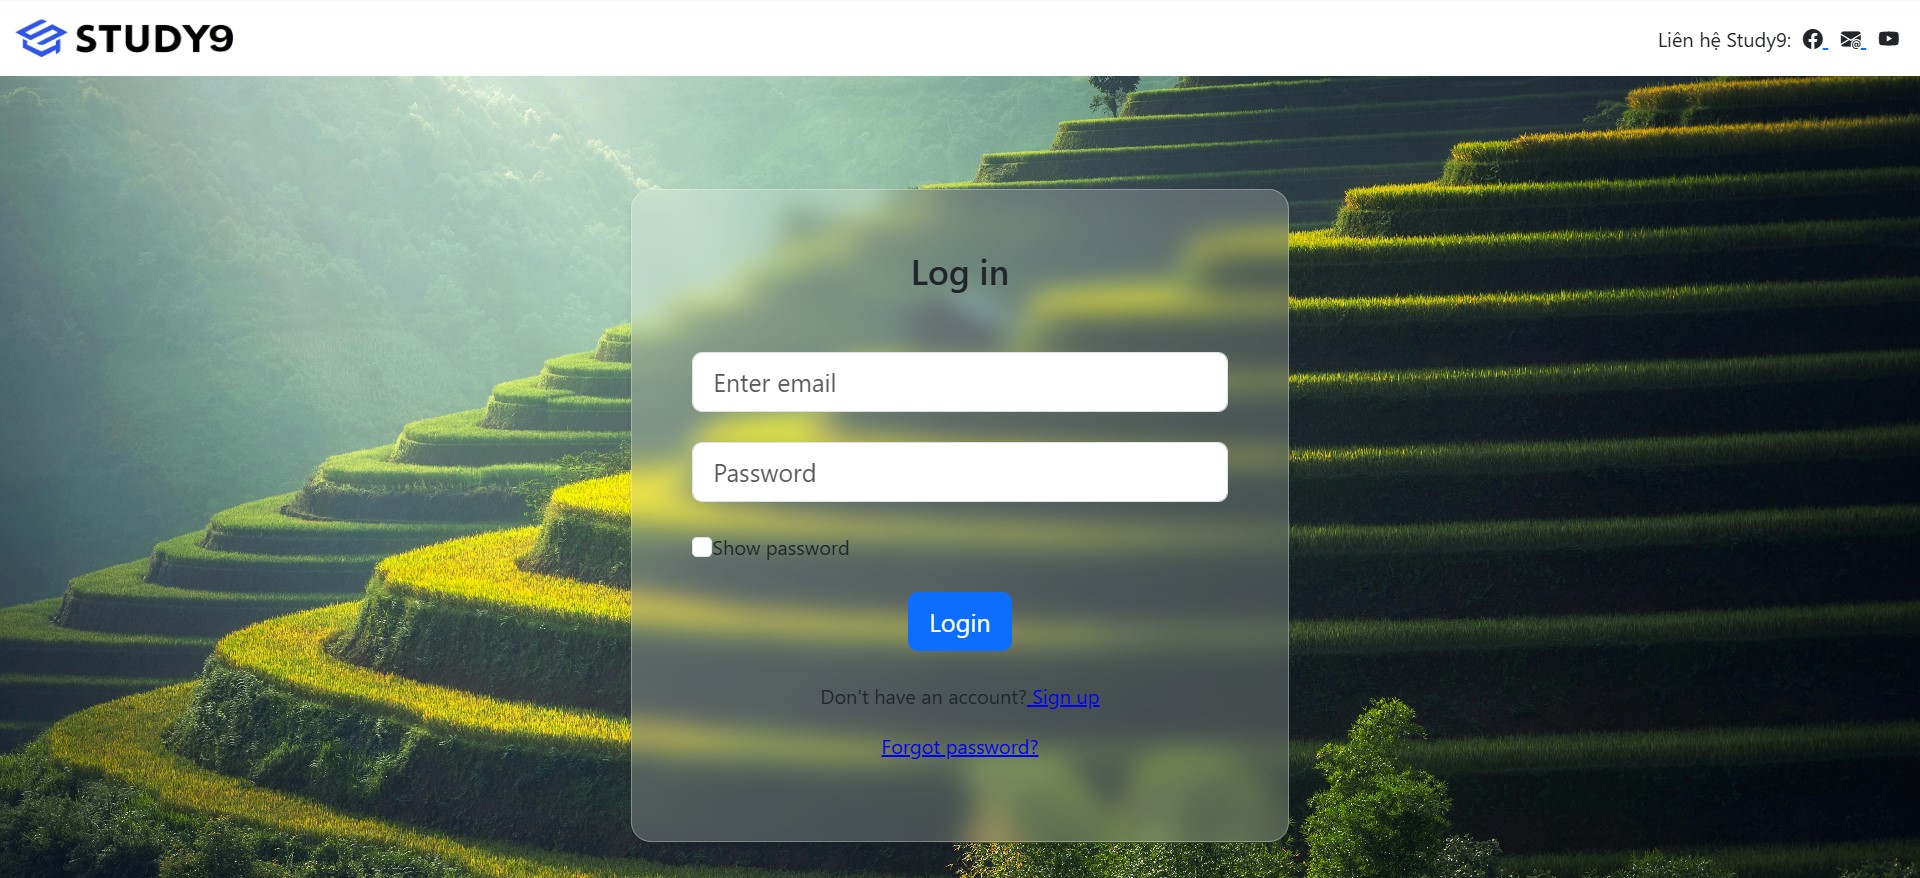 STUDY9
Liên hệ Study9:
Log in
Enter email
Password
Show password
Login
Don't have an account? Sign up
Forgot password?